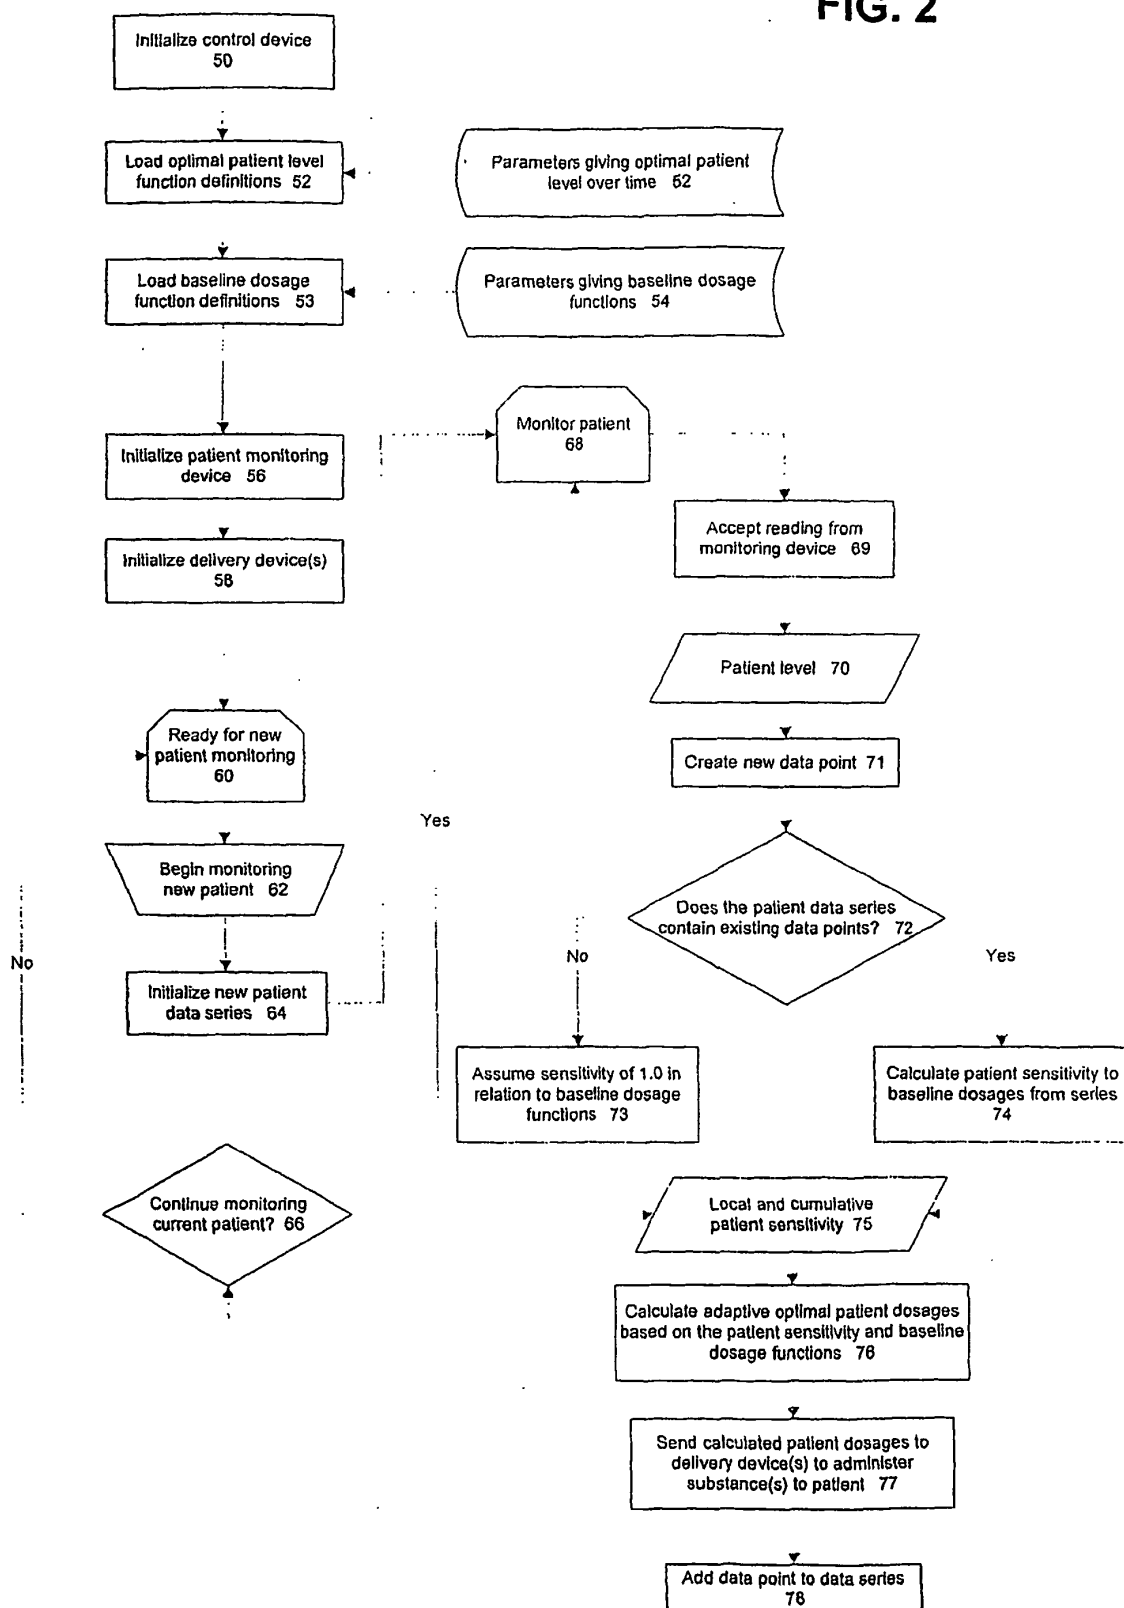 FIG. 2
Initialize control device
50
Load optimal patient level
function definitions 52
Parameters giving optimal patient
level over time 52
Load baseline dosage
function definitions 53
Parameters giving baseline dosage
functions 54
Initialize patient monitoring
device 56
Monitor patient
68
Initialize delivery device(s)
58
Accept reading from
monitoring device 69
Patient level 70
Ready for new
patient monitoring
60
Create new data point 71
Yes
Begin monitoring
new patient 62
Does the patient data series
contain existing data points? 72
No
No
Yes
Initialize new patient
data series 64
Assume sensitivity of 1.0 in
relation to baseline dosage
functions 73
Calculate patient sensitivity to
baseline dosages from series
74
Continue monitoring
current patient? 66
Local and cumulative
patient sensitivity 75
Calculate adaptive optimal patient dosages
based on the patient sensitivity and baseline
dosage functions 76
Send calculated patient dosages to
delivery device(s) to administer
substance(s) to patient 77
Add data point to data series
78